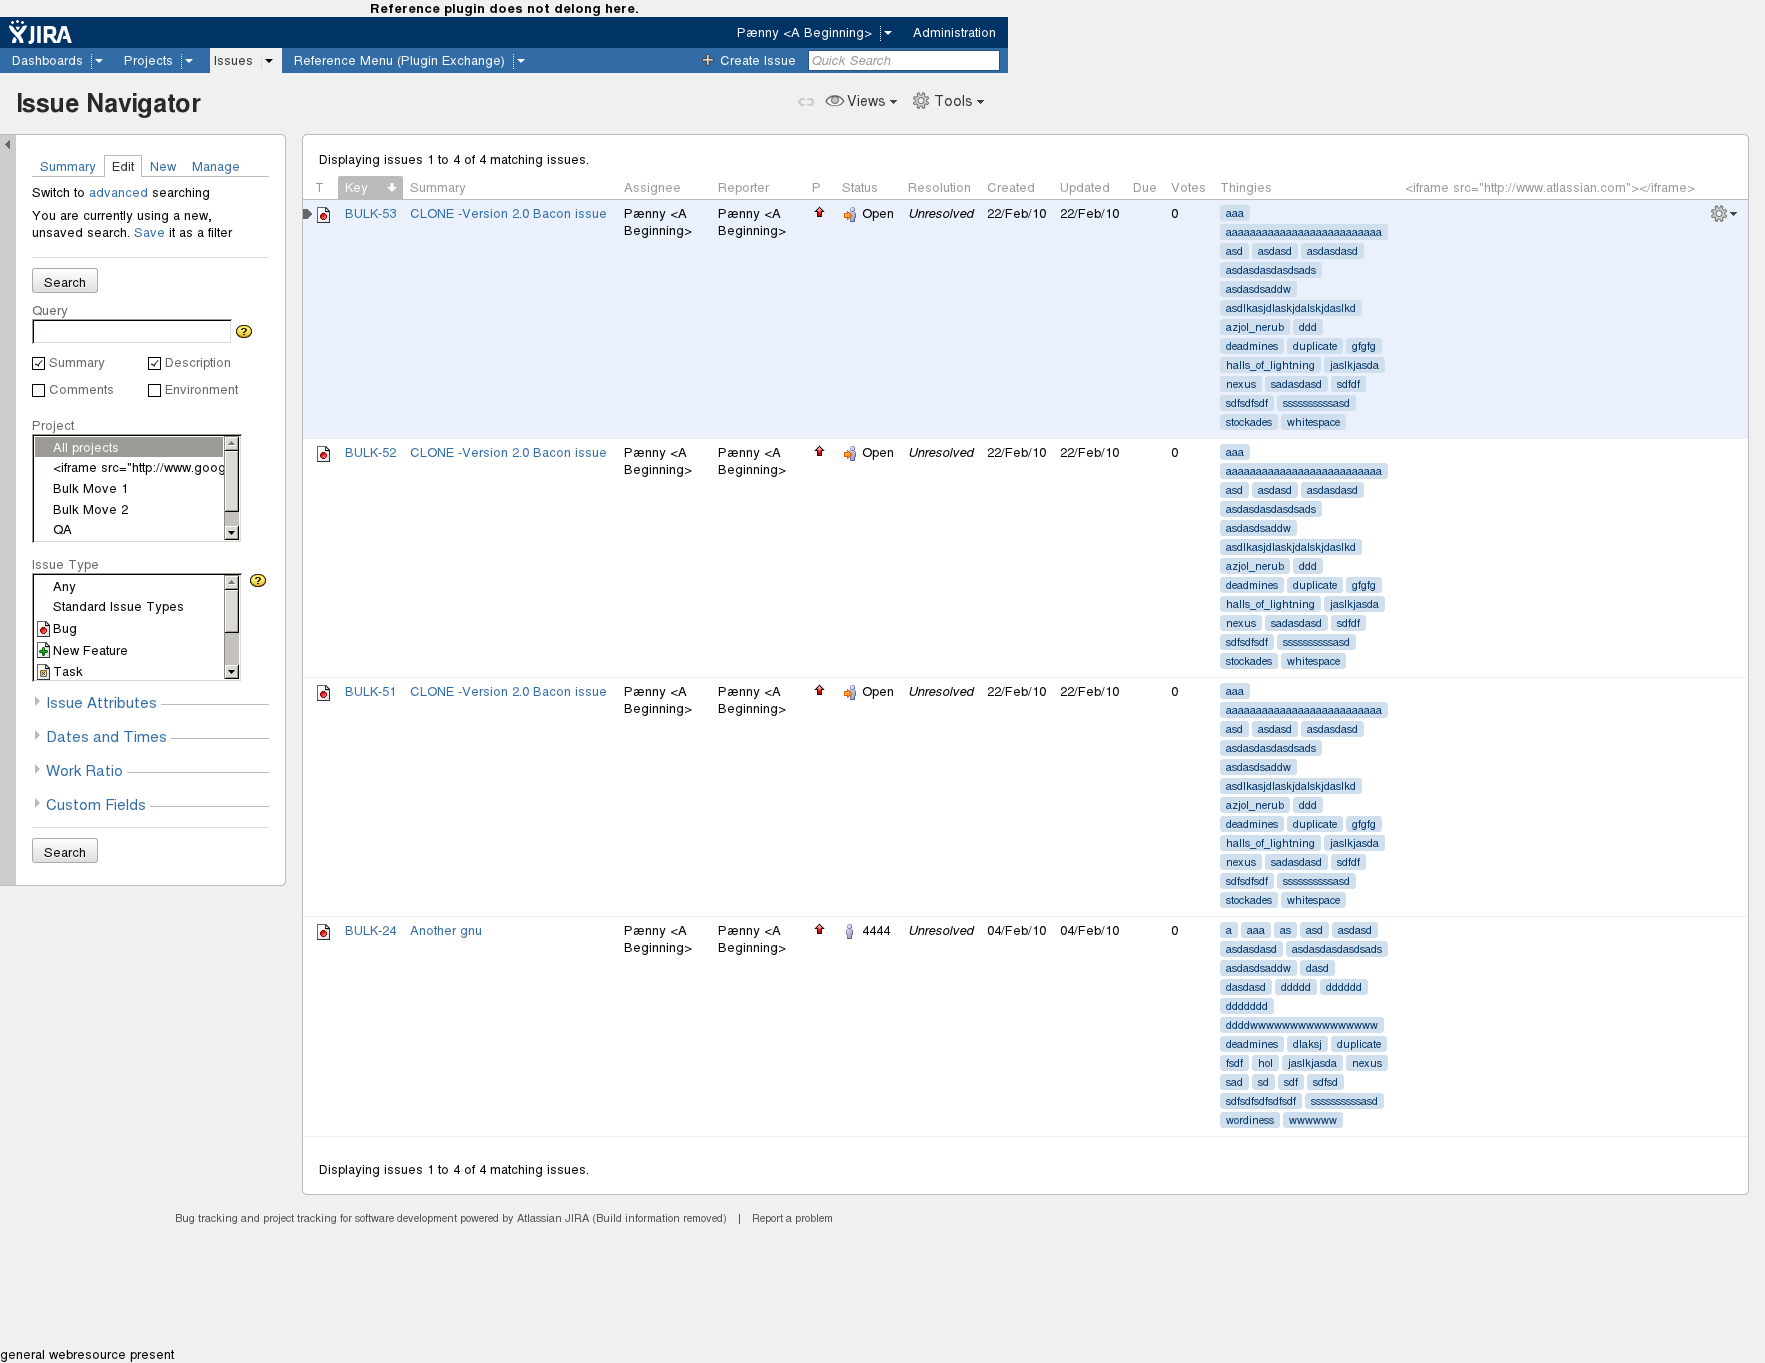 Reference plugin does not delong here.
JIRA
Pænny <A Beginning> Administration
Dashboards Projects Issues Reference Menu (Plugin Exchange) Create Issue Quick Search
Issue Navigator
Views Tools
Summary Edit New Manage
Switch to advanced searching
You are currently using a new,
unsaved search. Save it as a filter
Search
Query
Summary Description
Comments Environment
Project
All projects
<iframe src="http://www.goog
Bulk Move 1
Bulk Move 2
QA
Issue Type
Any
Standard Issue Types
Bug
New Feature
Task
Issue Attributes
Dates and Times
Work Ratio
Custom Fields
Search
Displaying issues 1 to 4 of 4 matching issues.
T Key Summary Assignee Reporter P Status Resolution Created Updated Due Votes Thingies <iframe src="http://www.atlassian.com"></iframe>
BULK-53 CLONE -Version 2.0 Bacon issue Pænny <A Pænny <A Open Unresolved 22/Feb/10 22/Feb/10 0 aaa
Beginning> Beginning>
aaaaaaaaaaaaaaaaaaaaaaaaaa
asd asdasd asdasdasd
asdasdasdasdsads
asdasdsaddw
asdlkasjdlaskjdalskjdaslkd
azjol_nerub ddd
deadmines duplicate gfgfg
halls_of_lightning jaslkjasda
nexus sadasdasd sdfdf
sdfsdfsdf ssssssssssasd
stockades whitespace
BULK-52 CLONE -Version 2.0 Bacon issue Pænny <A Pænny <A Open Unresolved 22/Feb/10 22/Feb/10 0 aaa
Beginning> Beginning>
aaaaaaaaaaaaaaaaaaaaaaaaaa
asd asdasd asdasdasd
asdasdasdasdsads
asdasdsaddw
asdlkasjdlaskjdalskjdaslkd
azjol_nerub ddd
deadmines duplicate gfgfg
halls_of_lightning jaslkjasda
nexus sadasdasd sdfdf
sdfsdfsdf ssssssssssasd
stockades whitespace
BULK-51 CLONE -Version 2.0 Bacon issue Pænny <A Pænny <A Open Unresolved 22/Feb/10 22/Feb/10 0 aaa
Beginning> Beginning>
aaaaaaaaaaaaaaaaaaaaaaaaaa
asd asdasd asdasdasd
asdasdasdasdsads
asdasdsaddw
asdlkasjdlaskjdalskjdaslkd
azjol_nerub ddd
deadmines duplicate gfgfg
halls_of_lightning jaslkjasda
nexus sadasdasd sdfdf
sdfsdfsdf ssssssssssasd
stockades whitespace
BULK-24 Another gnu Pænny <A Pænny <A 4444 Unresolved 04/Feb/10 04/Feb/10 0 a aaa as asd asdasd
Beginning> Beginning>
asdasdasd asdasdasdasdsads
asdasdsaddw dasd
dasdasd ddddd dddddd
ddddddd
ddddwwwwwwwwwwwwwwww
deadmines dlaksj duplicate
fsdf hol jaslkjasda nexus
sad sd sdf sdfsd
sdfsdfsdfsdfsdf ssssssssssasd
wordiness wwwwww
Displaying issues 1 to 4 of 4 matching issues.
Bug tracking and project tracking for software development powered by Atlassian JIRA (Build information removed) | Report a problem
general webresource present